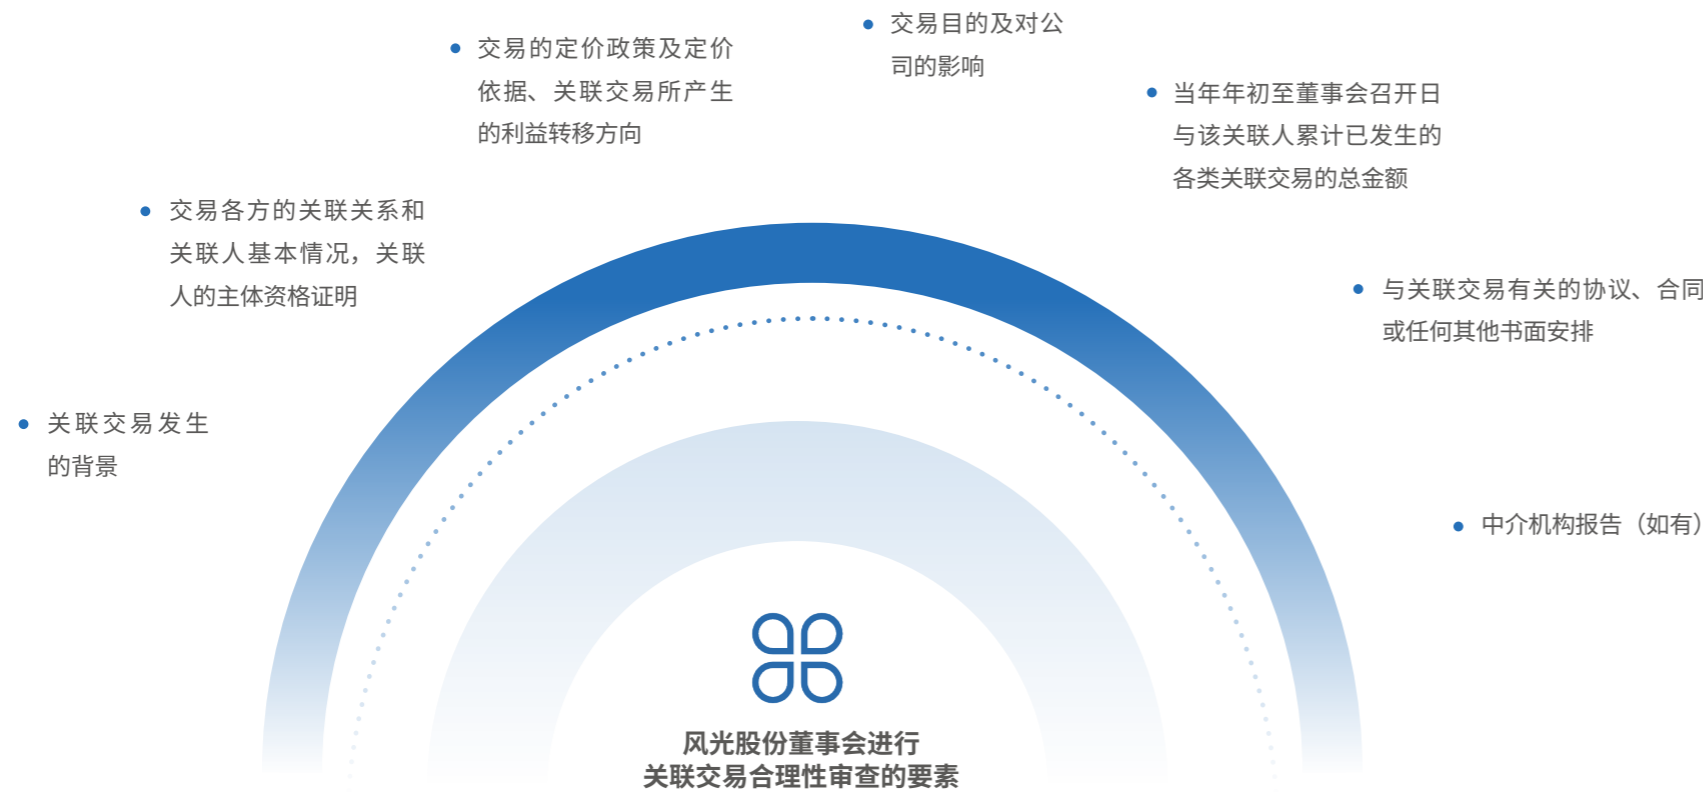 关联交易发生
的背景
交易各方的关联关系和
关联人基本情况，关联
人的主体资格证明
交易的定价政策及定价
依据、关联交易所产生
的利益转移方向
交易目的及对公
司的影响
当年年初至董事会召开日
与该关联人累计已发生的
各类关联交易的总金额
与关联交易有关的协议、合同
或任何其他书面安排
中介机构报告（如有）
风光股份董事会进行
关联交易合理性审查的要素